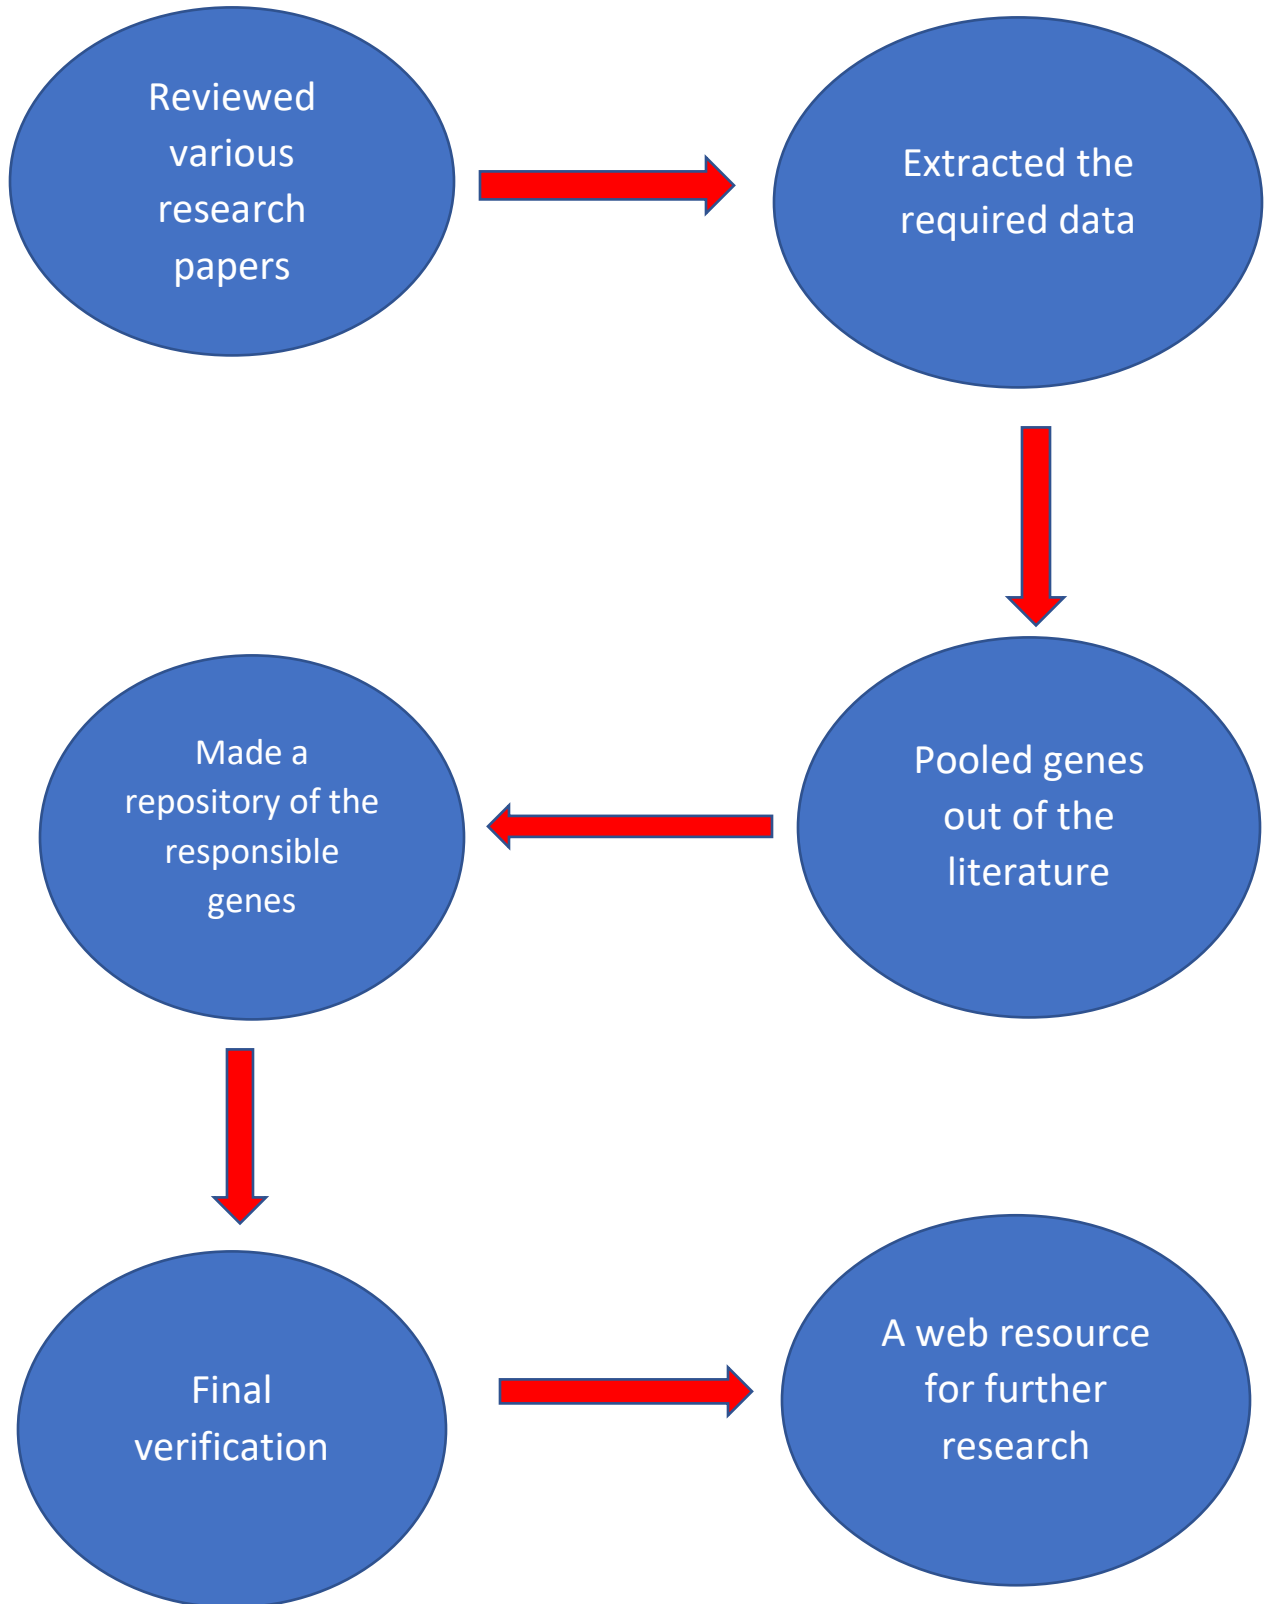 Reviewed
various
research
papers
Extracted the
required data
Pooled genes
out of the
literature
Made a
repository of the
responsible
genes
Final
verification
A web resource
for further
research